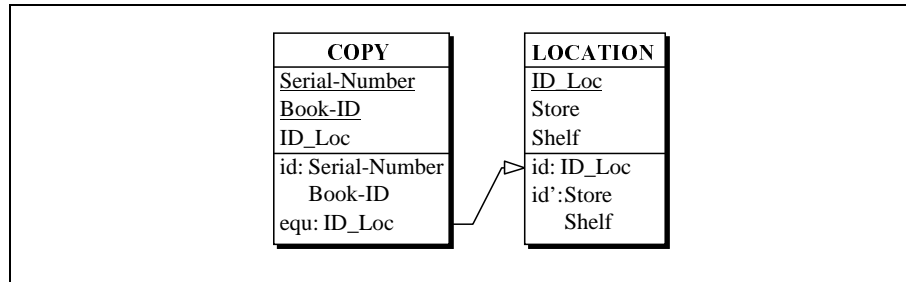 COPY
Serial-Number
Book-ID
ID_Loc
id: Serial-Number
Book-ID
equ: ID_Loc
LOCATION
ID_Loc
Store
Shelf
id: ID_Loc
id’:Store
Shelf